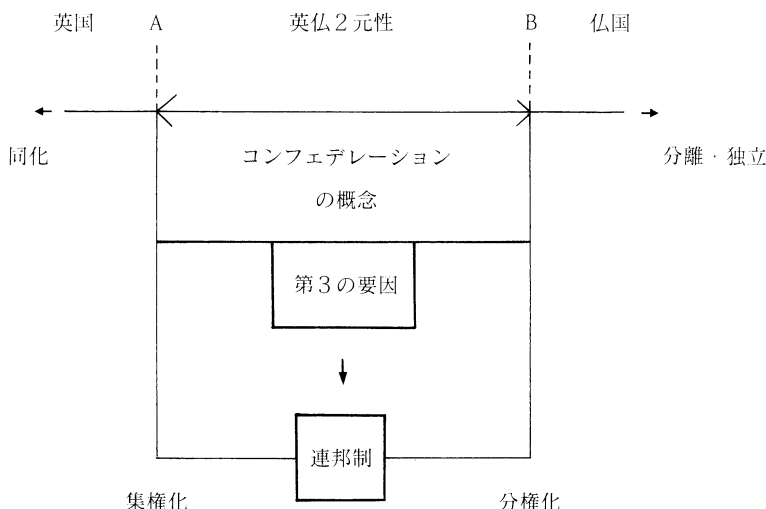 英国 A 英仏2元性 B 仏国
同化 コンフェデレーション 分離・独立
の概念
第3の要因
連邦制
集権化 分権化